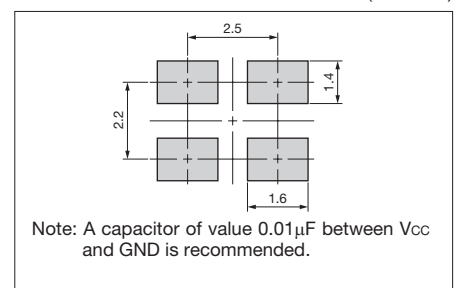 2.5
1.4
2.2
1.6
Note: A capacitor of value 0.01µF between Vcc
and GND is recommended.